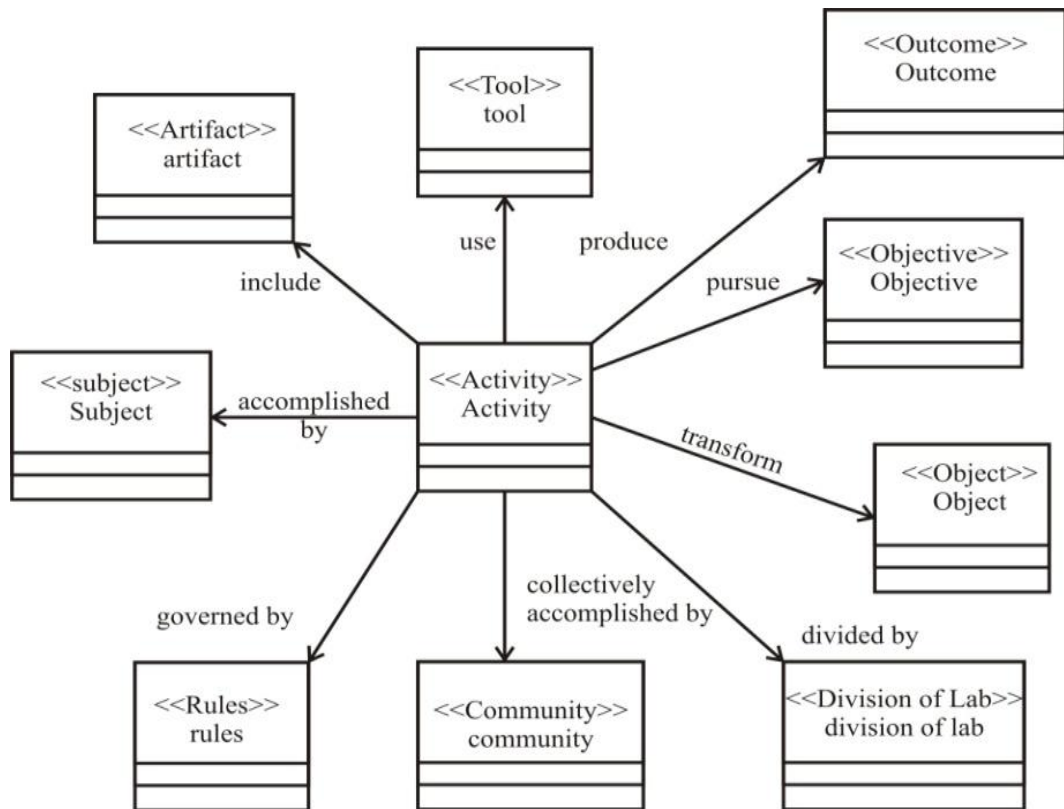 <<Outcome>>
Outcome
<<Tool>>
tool
<<Artifact>>
artifact
use
produce
<<Objective>>
Objective
include
pursue
<<subject>>
Subject
accomplished
by
<<Activity>>
Activity
transform
<<Object>>
Object
governed by
collectively
accomplished by
divided by
<<Rules>>
rules
<<Community>>
community
<<Division of Lab>>
division of lab